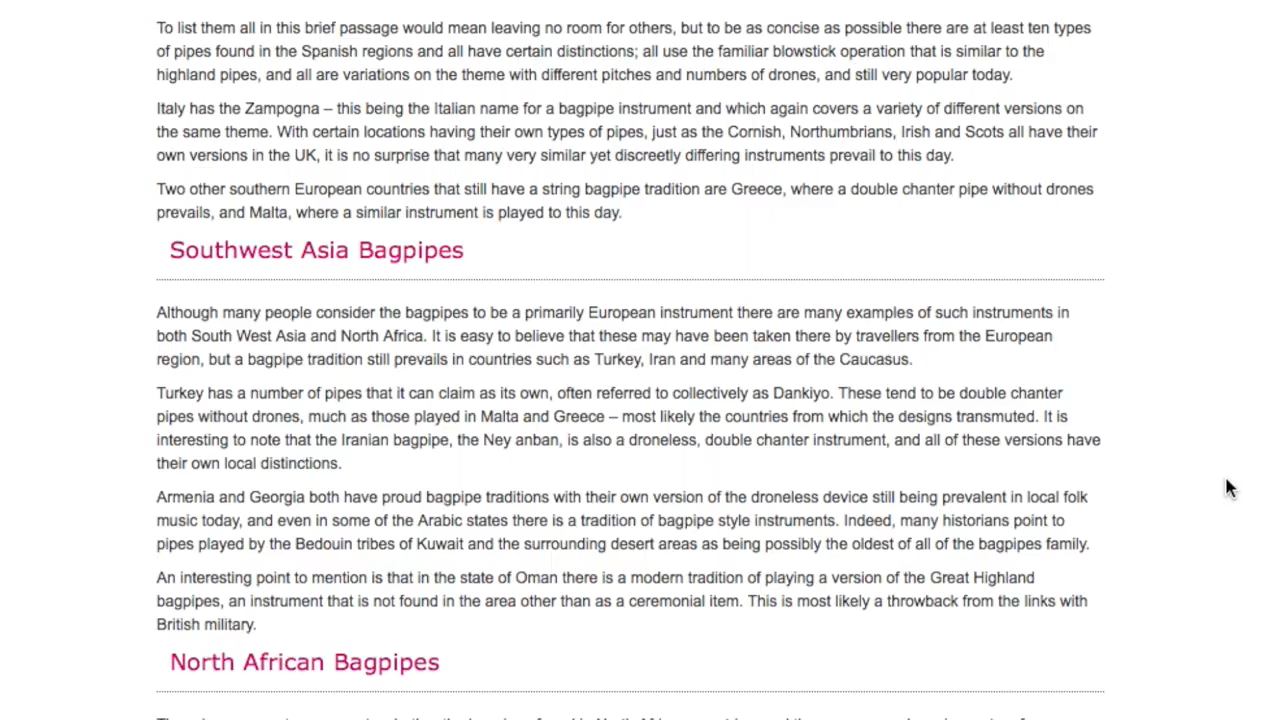 To list them all in this brief passage would mean leaving no room for others, but to be as concise as possible there are at least ten types
of pipes found in the Spanish regions and all have certain distinctions; all use the familiar blowstick operation that is similar to the
highland pipes, and all are variations on the theme with different pitches and numbers of drones, and still very popular today.
Italy has the Zampogna – this being the Italian name for a bagpipe instrument and which again covers a variety of different versions on
the same theme. With certain locations having their own types of pipes, just as the Cornish, Northumbrians, Irish and Scots all have their
own versions in the UK, it is no surprise that many very similar yet discreetly differing instruments prevail to this day.
Two other southern European countries that still have a string bagpipe tradition are Greece, where a double chanter pipe without drones
prevails, and Malta, where a similar instrument is played to this day.
Southwest Asia Bagpipes
Although many people consider the bagpipes to be a primarily European instrument there are many examples of such instruments in
both South West Asia and North Africa. It is easy to believe that these may have been taken there by travellers from the European
region, but a bagpipe tradition still prevails in countries such as Turkey, Iran and many areas of the Caucasus.
Turkey has a number of pipes that it can claim as its own, often referred to collectively as Dankiyo. These tend to be double chanter
pipes without drones, much as those played in Malta and Greece – most likely the countries from which the designs transmuted. It is
interesting to note that the Iranian bagpipe, the Ney anban, is also a droneless, double chanter instrument, and all of these versions have
their own local distinctions.
Armenia and Georgia both have proud bagpipe traditions with their own version of the droneless device still being prevalent in local folk
music today, and even in some of the Arabic states there is a tradition of bagpipe style instruments. Indeed, many historians point to
pipes played by the Bedouin tribes of Kuwait and the surrounding desert areas as being possibly the oldest of all of the bagpipes family.
An interesting point to mention is that in the state of Oman there is a modern tradition of playing a version of the Great Highland
bagpipes, an instrument that is not found in the area other than as a ceremonial item. This is most likely a throwback from the links with
British military.
North African Bagpipes